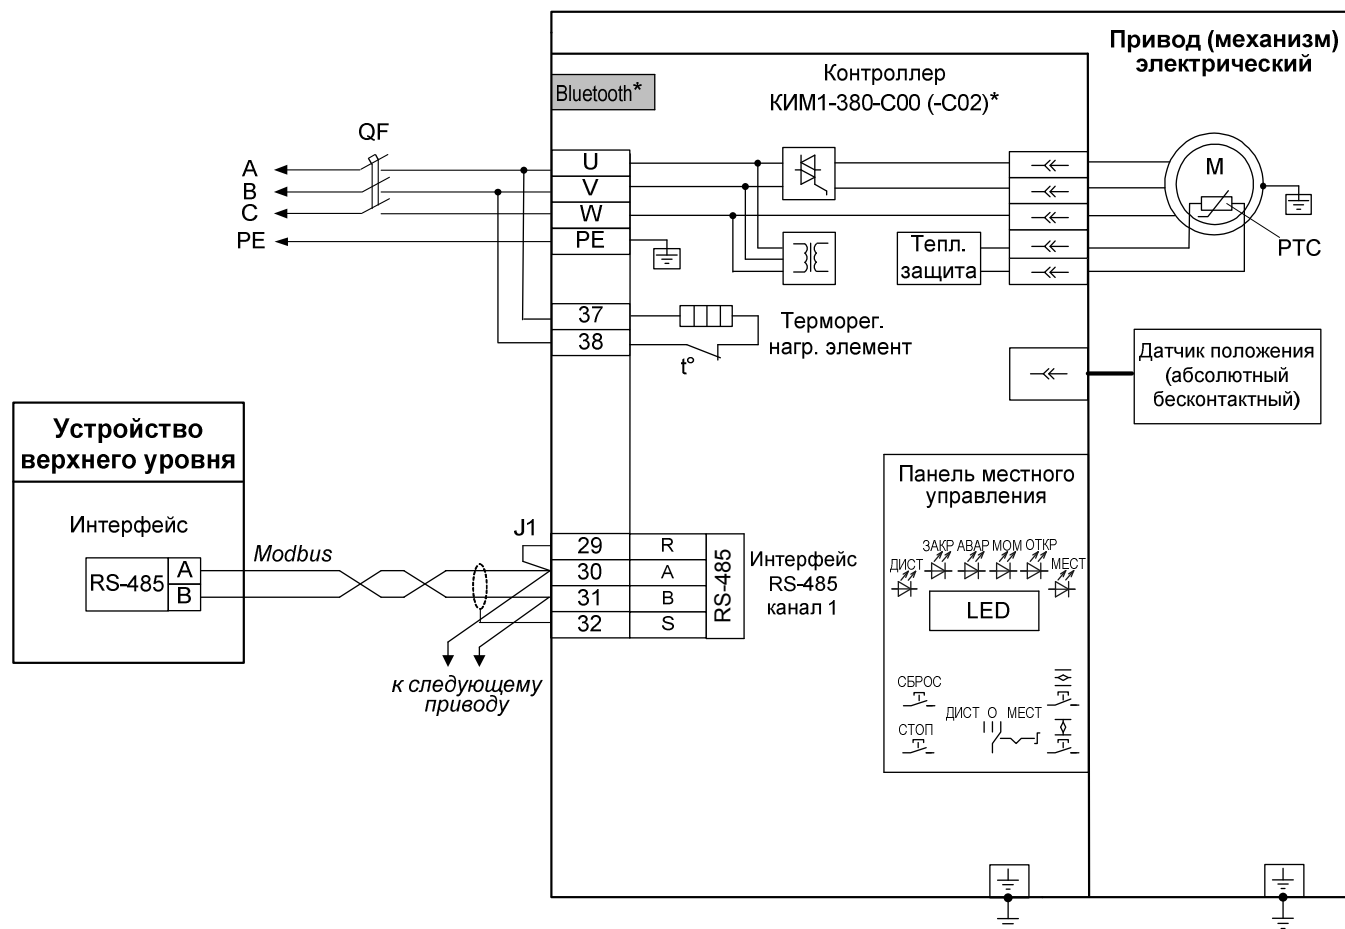 Привод (механизм)
электрический
Контроллер
КИМ1-380-С00 (-С02)*
Bluetooth*
QF
A
B
C
PE
U
V
W
PE
M
PTC
Тепл.
защита
37
38
Терморег.
нагр. элемент
t°
Датчик положения
(абсолютный
бесконтактный)
Устройство
верхнего уровня
Интерфейс
RS-485
A
B
Modbus
J1
29
R
30
A
31
B
32
S
RS-485
Интерфейс
RS-485
канал 1
к следующему
приводу
Панель местного
управления
ДИСТ
ЗАКР
АВАР
МОМ
ОТКР
МЕСТ
LED
СБРОС
СТОП
ДИСТ
О
МЕСТ